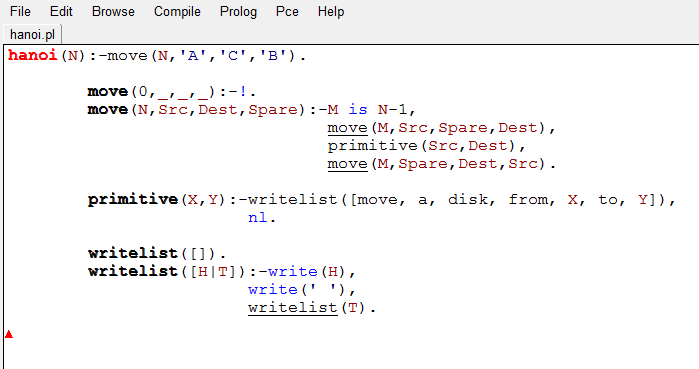 File Edit Browse Compile Prolog Pce Help
hanoi.pl
hanoi(N):-move(N,'A','C','B').
move(0,_,_,_):-!.
move(N,Src,Dest,Spare):-M is N-1,
move(M,Src,Spare,Dest),
primitive(Src,Dest),
move(M,Spare,Dest,Src).
primitive(X,Y):-writelist([move, a, disk, from, X, to, Y]),
nl.
writelist([]).
writelist([H|T]):-write(H),
write(' '),
writelist(T).